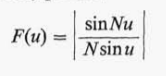 F(u) = | sin Nu / N sin u |